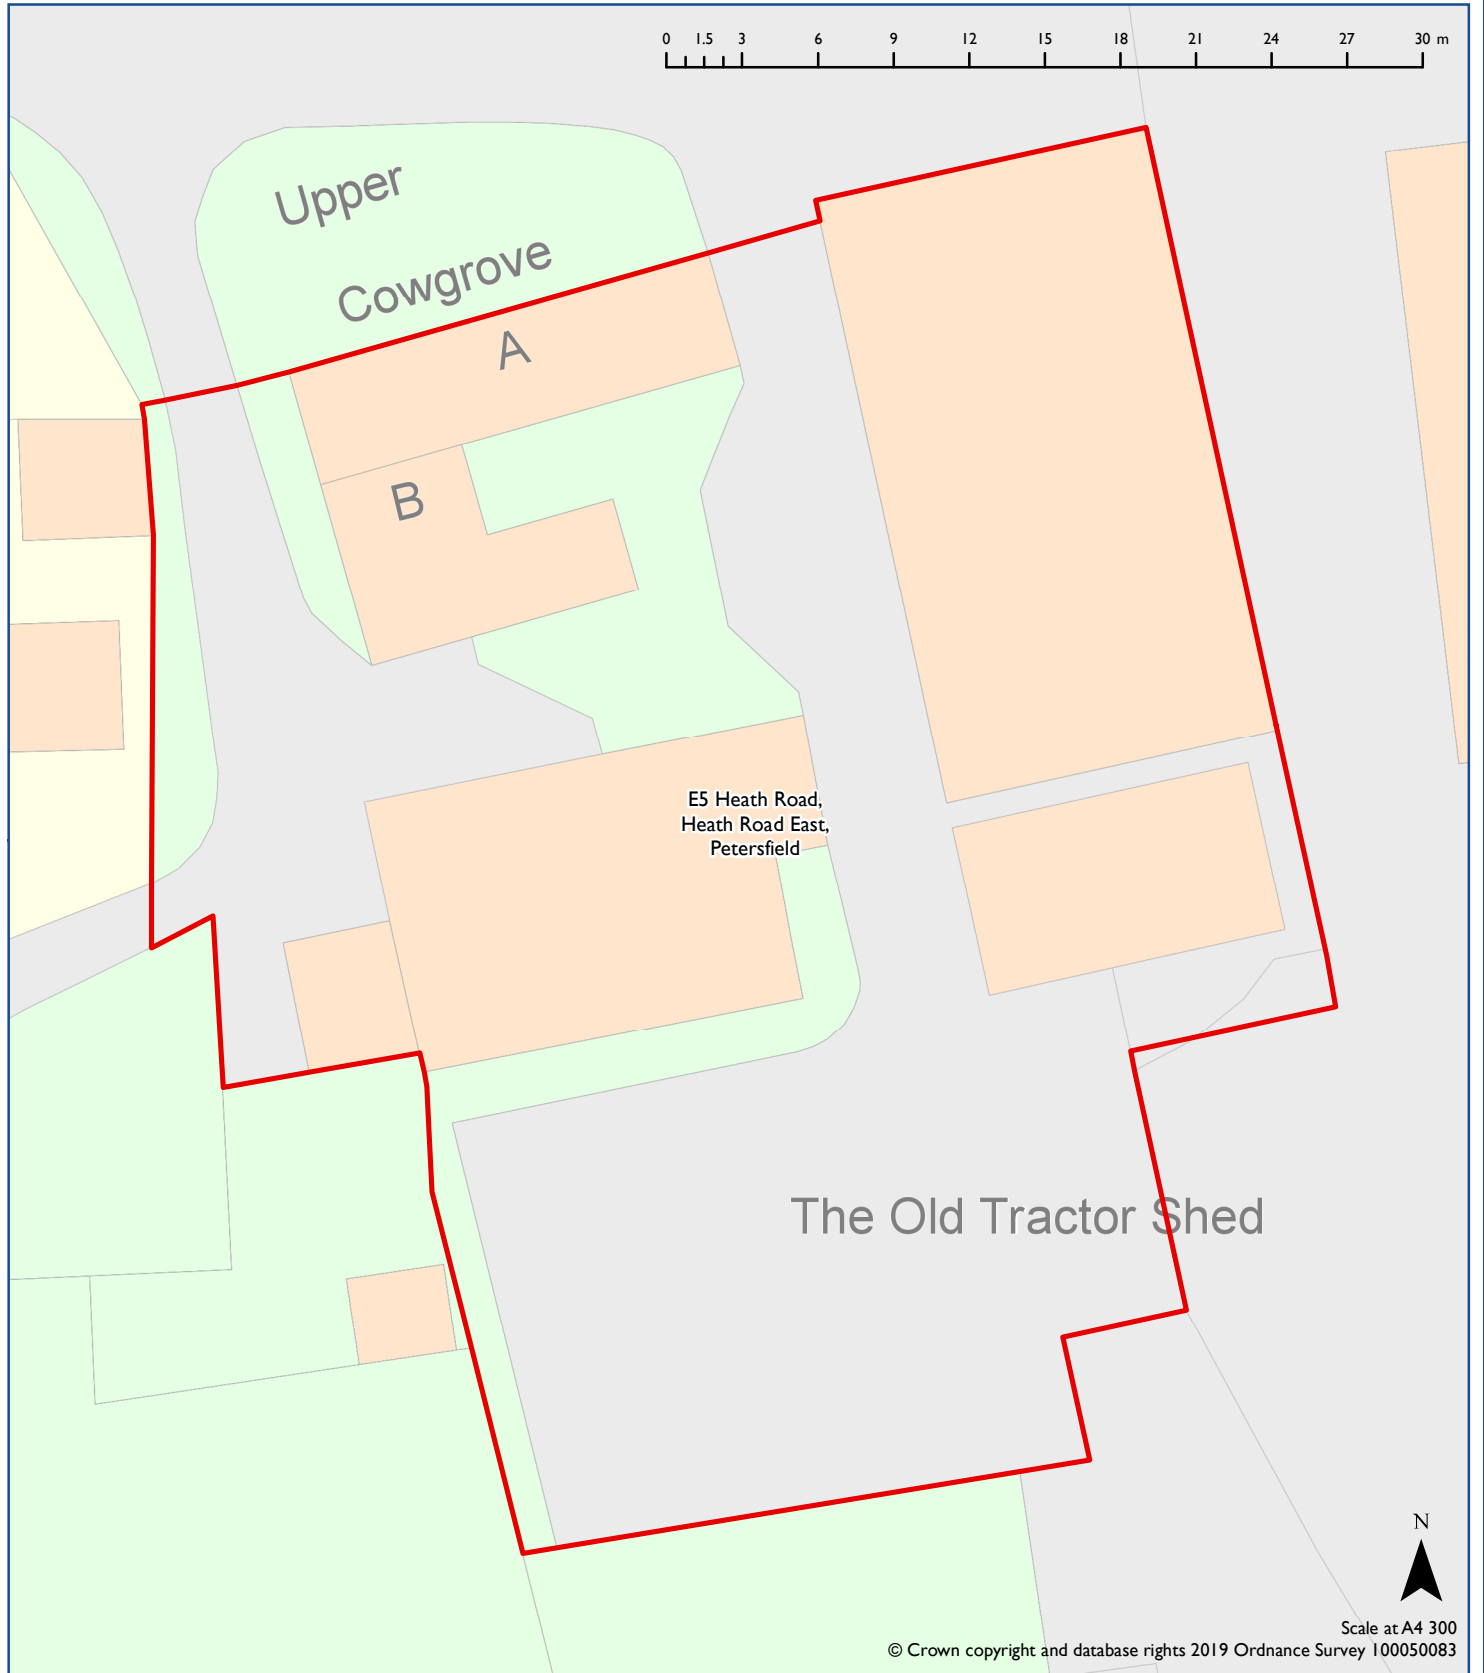 0 1.5 3 6 9 12 15 18 21 24 27 30 m
Upper
Cowgrove
A
B
E5 Heath Road,
Heath Road East,
Petersfield
The Old Tractor Shed
N
Scale at A4 300
© Crown copyright and database rights 2019 Ordnance Survey 100050083